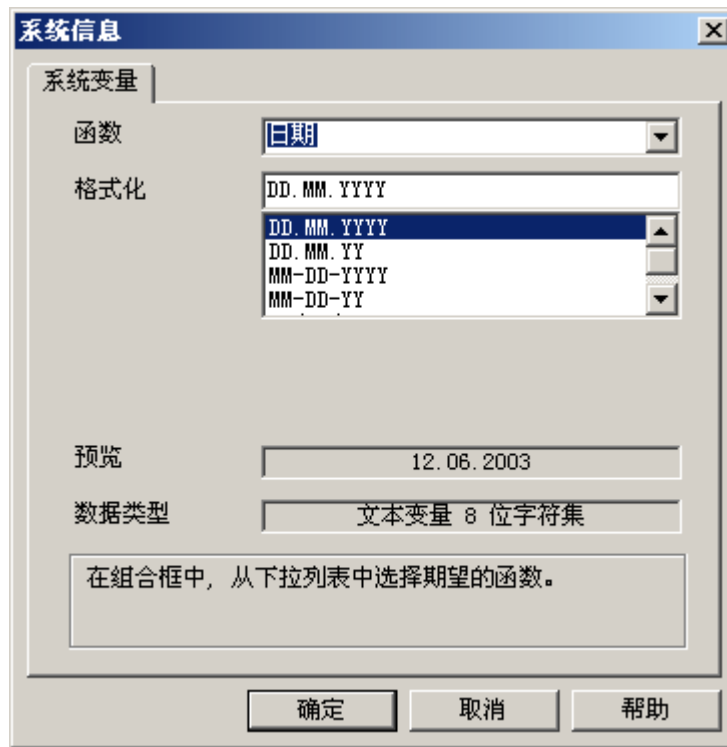 系统信息
系统变量
函数 日期
格式化 DD.MM.YYYY
DD.MM.YYYY
DD.MM.YY
MM-DD-YYYY
MM-DD-YY
预览 12.06.2003
数据类型 文本变量 8 位字符集
在组合框中, 从下拉列表中选择期望的函数。
确定 取消 帮助